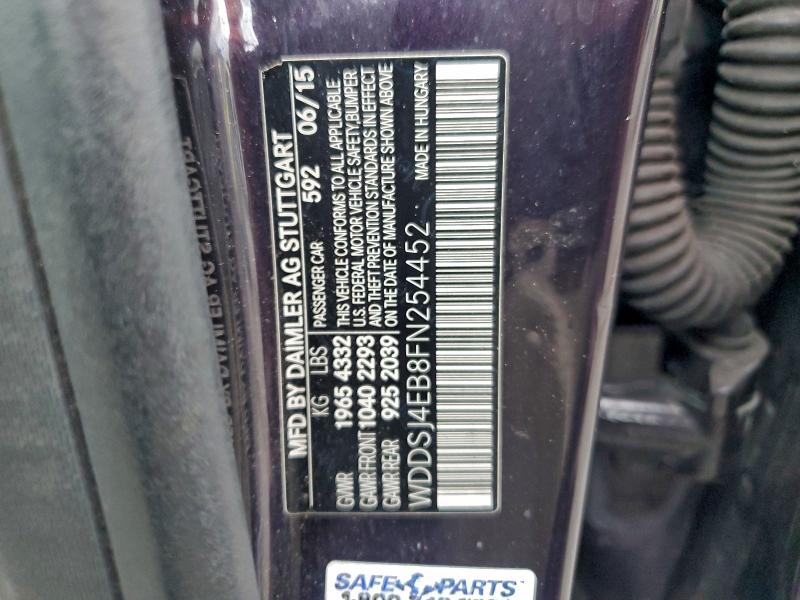 MFD BY DAIMLER AG STUTTGART
KG LBS PASSENGER CAR 592 06/15
GVWR 1965 4332 THIS VEHICLE CONFORMS TO ALL APPLICABLE
GAWR FRONT 1040 2293 U.S. FEDERAL MOTOR VEHICLE SAFETY, BUMPER
GAWR REAR 925 2039 AND THEFT PREVENTION STANDARDS IN EFFECT
ON THE DATE OF MANUFACTURE SHOWN ABOVE
WDDSJ4EB8FN254452 MADE IN HUNGARY
SAFE PARTS